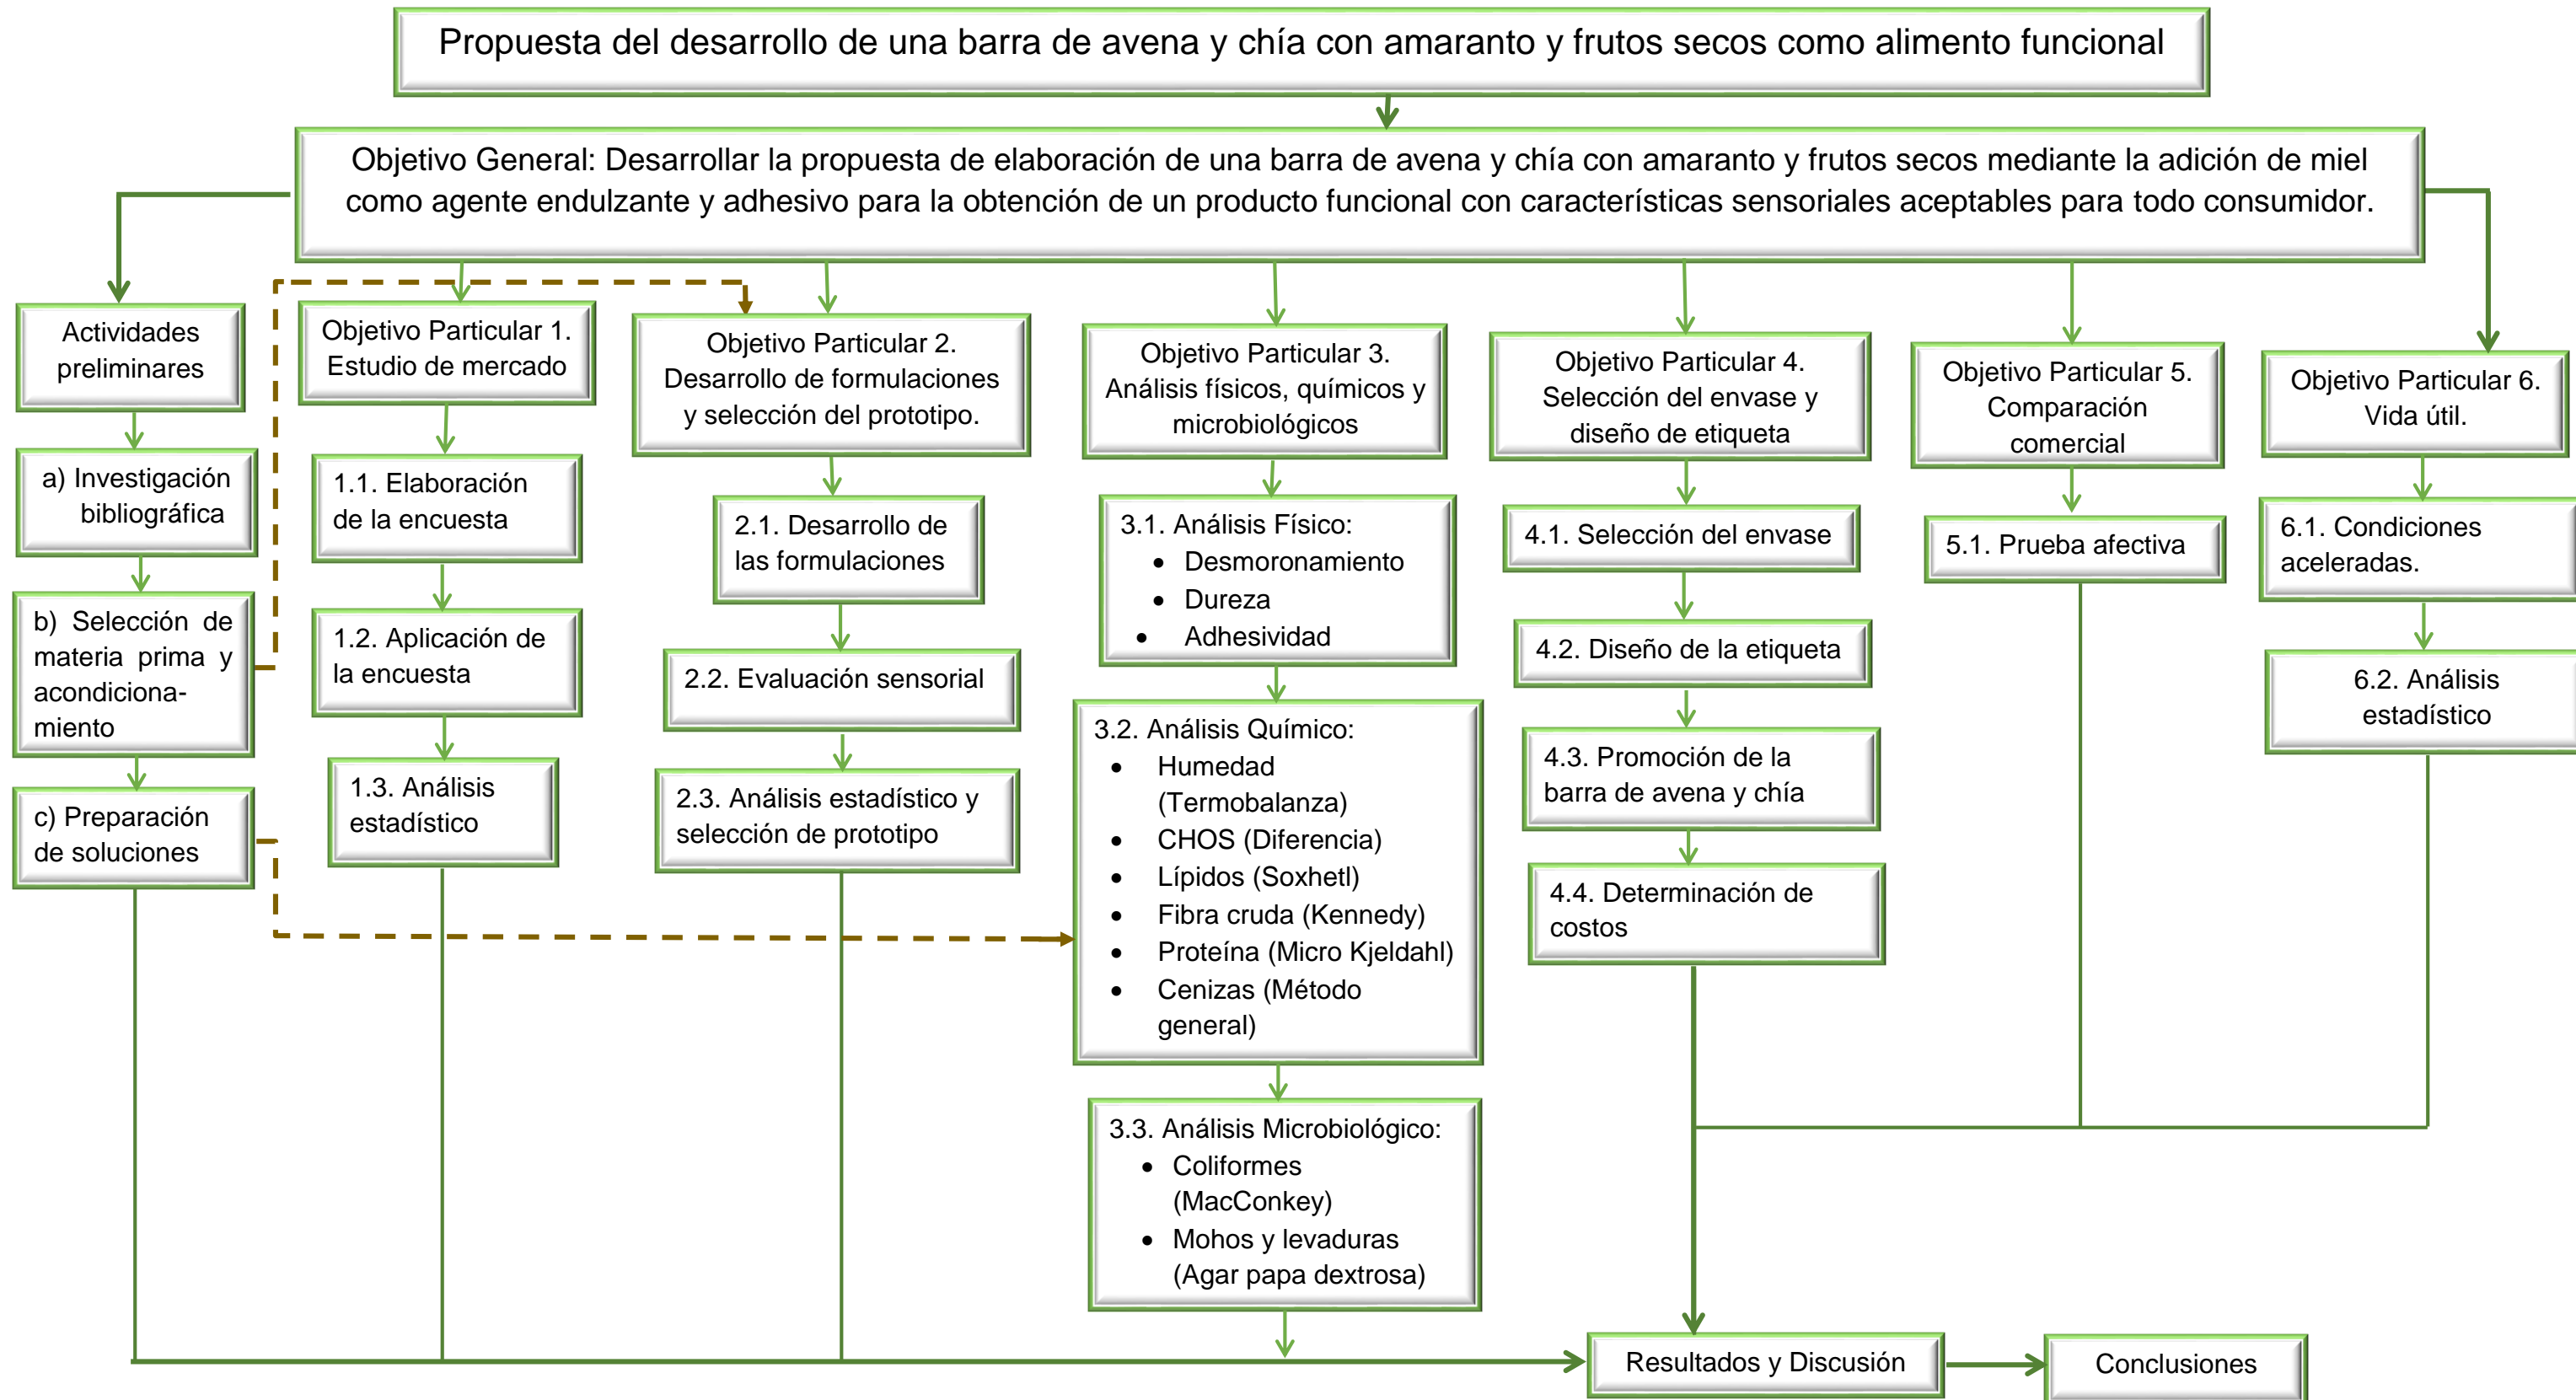 Propuesta del desarrollo de una barra de avena y chía con amaranto y frutos secos como alimento funcional
Objetivo General: Desarrollar la propuesta de elaboración de una barra de avena y chía con amaranto y frutos secos mediante la adición de miel
como agente endulzante y adhesivo para la obtención de un producto funcional con características sensoriales aceptables para todo consumidor.
Actividades
preliminares
a) Investigación
bibliográfica
b) Selección de
materia prima y
acondiciona-
miento
c) Preparación
de soluciones
Objetivo Particular 1.
Estudio de mercado
1.1. Elaboración
de la encuesta
1.2. Aplicación de
la encuesta
1.3. Análisis
estadístico
Objetivo Particular 2.
Desarrollo de formulaciones
y selección del prototipo.
2.1. Desarrollo de
las formulaciones
2.2. Evaluación sensorial
2.3. Análisis estadístico y
selección de prototipo
Objetivo Particular 3.
Análisis físicos, químicos y
microbiológicos
3.1. Análisis Físico:
• Desmoronamiento
• Dureza
• Adhesividad
3.2. Análisis Químico:
• Humedad
(Termobalanza)
• CHOS (Diferencia)
• Lípidos (Soxhetl)
• Fibra cruda (Kennedy)
• Proteína (Micro Kjeldahl)
• Cenizas (Método
general)
3.3. Análisis Microbiológico:
• Coliformes
(MacConkey)
• Mohos y levaduras
(Agar papa dextrosa)
Objetivo Particular 4.
Selección del envase y
diseño de etiqueta
4.1. Selección del envase
4.2. Diseño de la etiqueta
4.3. Promoción de la
barra de avena y chía
4.4. Determinación de
costos
Objetivo Particular 5.
Comparación
comercial
5.1. Prueba afectiva
Objetivo Particular 6.
Vida útil.
6.1. Condiciones
aceleradas.
6.2. Análisis
estadístico
Resultados y Discusión
Conclusiones